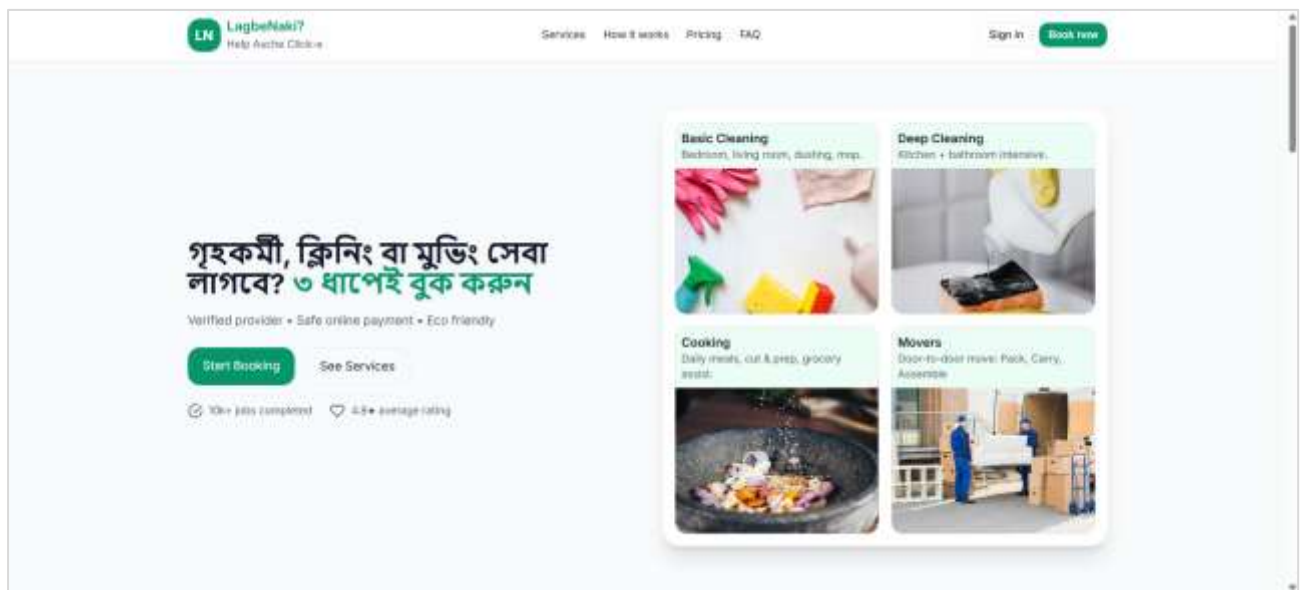 LN
LagbeNaki?
Help Aache Click-e
Services How it works Pricing FAQ
Sign in Book now
গৃহকর্মী, ক্লিনিং বা মুভিং সেবা
লাগবে? ৩ ধাপেই বুক করুন
Verified provider • Safe online payment • Eco friendly
Start Booking See Services
10k+ jobs completed 4.8★ average rating
Basic Cleaning
Bedroom, living room, dusting, mop.
Deep Cleaning
Kitchen + bathroom intensive.
Cooking
Daily meals, cut & prep, grocery
assist.
Movers
Door-to-door move: Pack, Carry,
Assemble